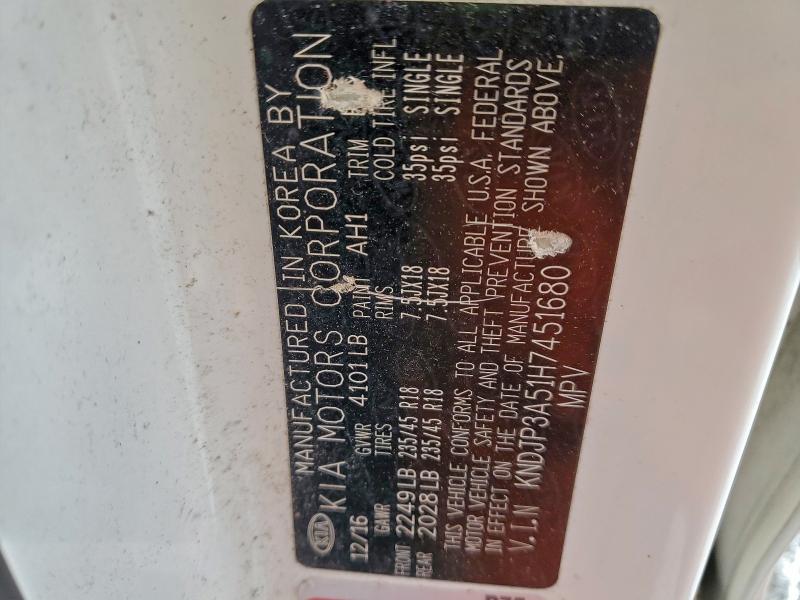 MANUFACTURED IN KOREA BY
KIA KIA MOTORS CORPORATION
12/16 GVWR 4101LB PAINT AH1 TRIM
GAWR TIRES RIMS COLD TIRE INFL.
FRONT 2249LB 235/45 R18 7.5JX18 35psi SINGLE
REAR 2028LB 235/45 R18 7.5JX18 35psi SINGLE
THIS VEHICLE CONFORMS TO ALL APPLICABLE U.S.A. FEDERAL
MOTOR VEHICLE SAFETY AND THEFT PREVENTION STANDARDS
IN EFFECT ON THE DATE OF MANUFACTURE SHOWN ABOVE.
V.I.N KNDJP3A51H7451680
MPV